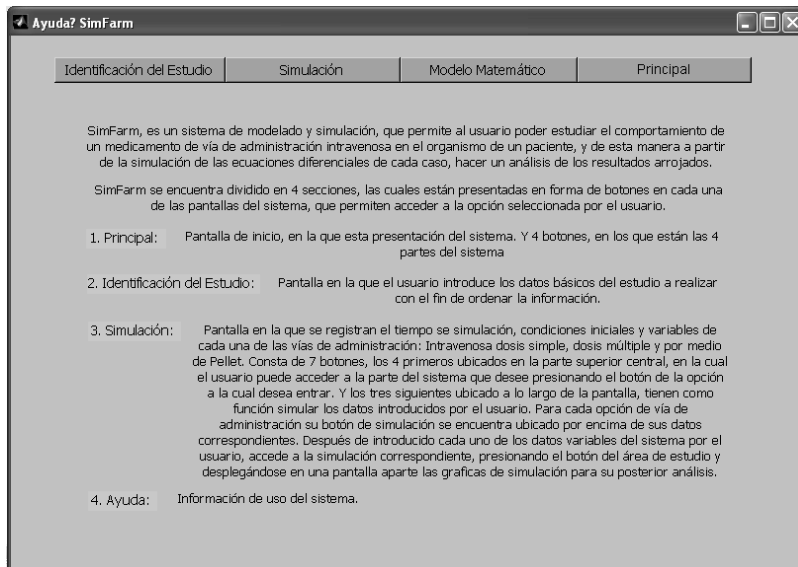 Ayuda? SimFarm
Identificación del Estudio Simulación Modelo Matemático Principal
SimFarm, es un sistema de modelado y simulación, que permite al usuario poder estudiar el comportamiento de
un medicamento de vía de administración intravenosa en el organismo de un paciente, y de esta manera a partir
de la simulación de las ecuaciones diferenciales de cada caso, hacer un análisis de los resultados arrojados.
SimFarm se encuentra dividido en 4 secciones, las cuales están presentadas en forma de botones en cada una
de las pantallas del sistema, que permiten acceder a la opción seleccionada por el usuario.
1. Principal: Pantalla de inicio, en la que esta presentación del sistema. Y 4 botones, en los que están las 4
partes del sistema
2. Identificación del Estudio: Pantalla en la que el usuario introduce los datos básicos del estudio a realizar
con el fin de ordenar la información.
3. Simulación: Pantalla en la que se registran el tiempo se simulación, condiciones iniciales y variables de
cada una de las vías de administración: Intravenosa dosis simple, dosis múltiple y por medio
de Pellet. Consta de 7 botones, los 4 primeros ubicados en la parte superior central, en la cual
el usuario puede acceder a la parte del sistema que desee presionando el botón de la opción
a la cual desea entrar. Y los tres siguientes ubicado a lo largo de la pantalla, tienen como
función simular los datos introducidos por el usuario. Para cada opción de vía de
administración su botón de simulación se encuentra ubicado por encima de sus datos
correspondientes. Después de introducido cada uno de los datos variables del sistema por el
usuario, accede a la simulación correspondiente, presionando el botón del área de estudio y
desplegándose en una pantalla aparte las graficas de simulación para su posterior análisis.
4. Ayuda: Información de uso del sistema.